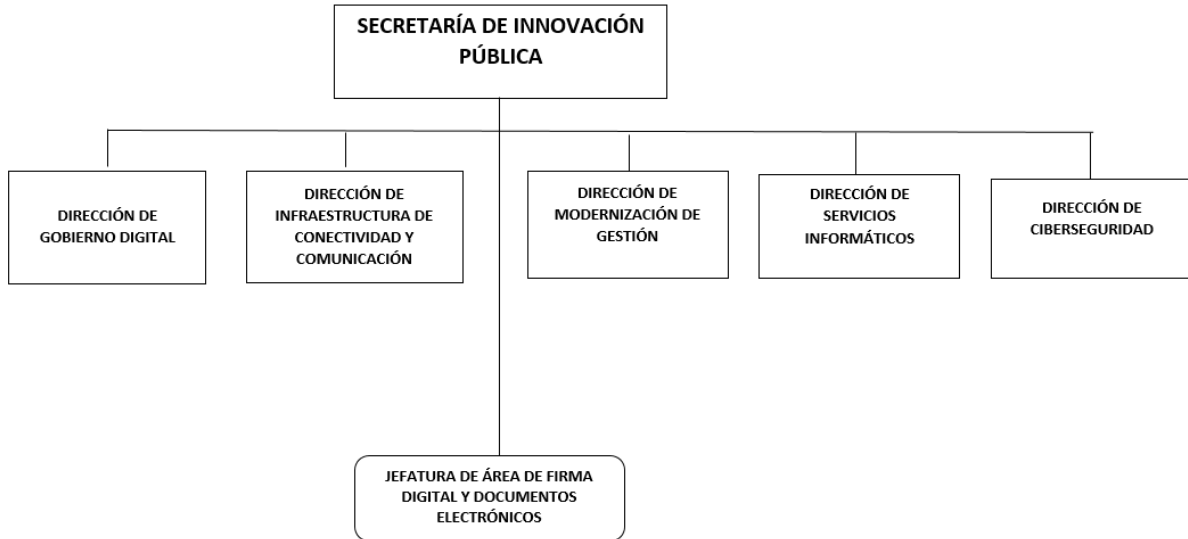 SECRETARÍA DE INNOVACIÓN
PÚBLICA
DIRECCIÓN DE
GOBIERNO DIGITAL
DIRECCIÓN DE
INFRAESTRUCTURA DE
CONECTIVIDAD Y
COMUNICACIÓN
DIRECCIÓN DE
MODERNIZACIÓN DE
GESTIÓN
DIRECCIÓN DE
SERVICIOS
INFORMÁTICOS
DIRECCIÓN DE
CIBERSEGURIDAD
JEFATURA DE ÁREA DE FIRMA
DIGITAL Y DOCUMENTOS
ELECTRÓNICOS